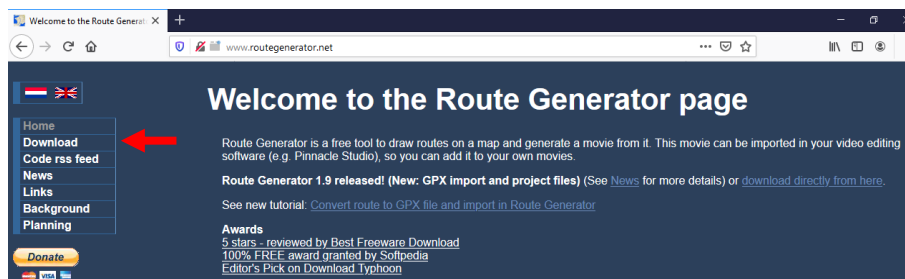 Welcome to the Route Generat
www.routegenerator.net
Welcome to the Route Generator page
Home
Download
Code rss feed
News
Links
Background
Planning
Donate
VISA
Route Generator is a free tool to draw routes on a map and generate a movie from it. This movie can be imported in your video editing
software (e.g. Pinnacle Studio), so you can add it to your own movies.
Route Generator 1.9 released! (New: GPX import and project files) (See News for more details) or download directly from here.
See new tutorial: Convert route to GPX file and import in Route Generator
Awards
5 stars - reviewed by Best Freeware Download
100% FREE award granted by Softpedia
Editor's Pick on Download Typhoon